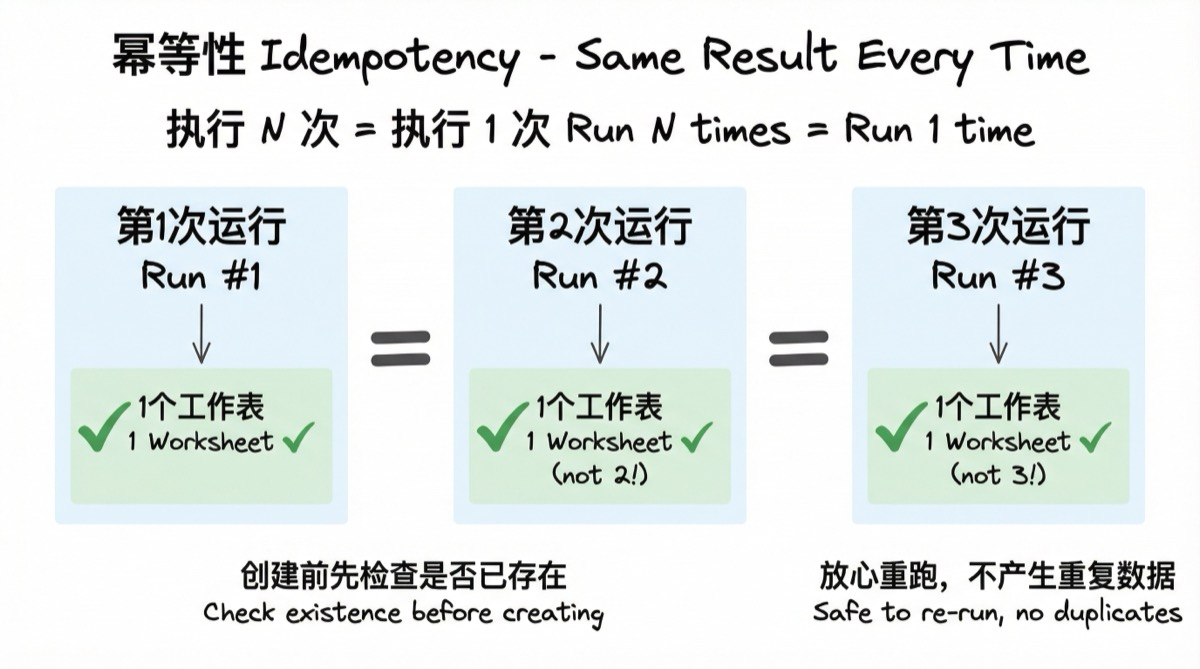 幂等性 Idempotency - Same Result Every Time
执行 N 次 = 执行 1 次 Run N times = Run 1 time
第1次运行
Run #1
1个工作表
1 Worksheet
=
第2次运行
Run #2
1个工作表
1 Worksheet
(not 2!)
=
第3次运行
Run #3
1个工作表
1 Worksheet
(not 3!)
创建前先检查是否已存在
Check existence before creating
放心重跑，不产生重复数据
Safe to re-run, no duplicates